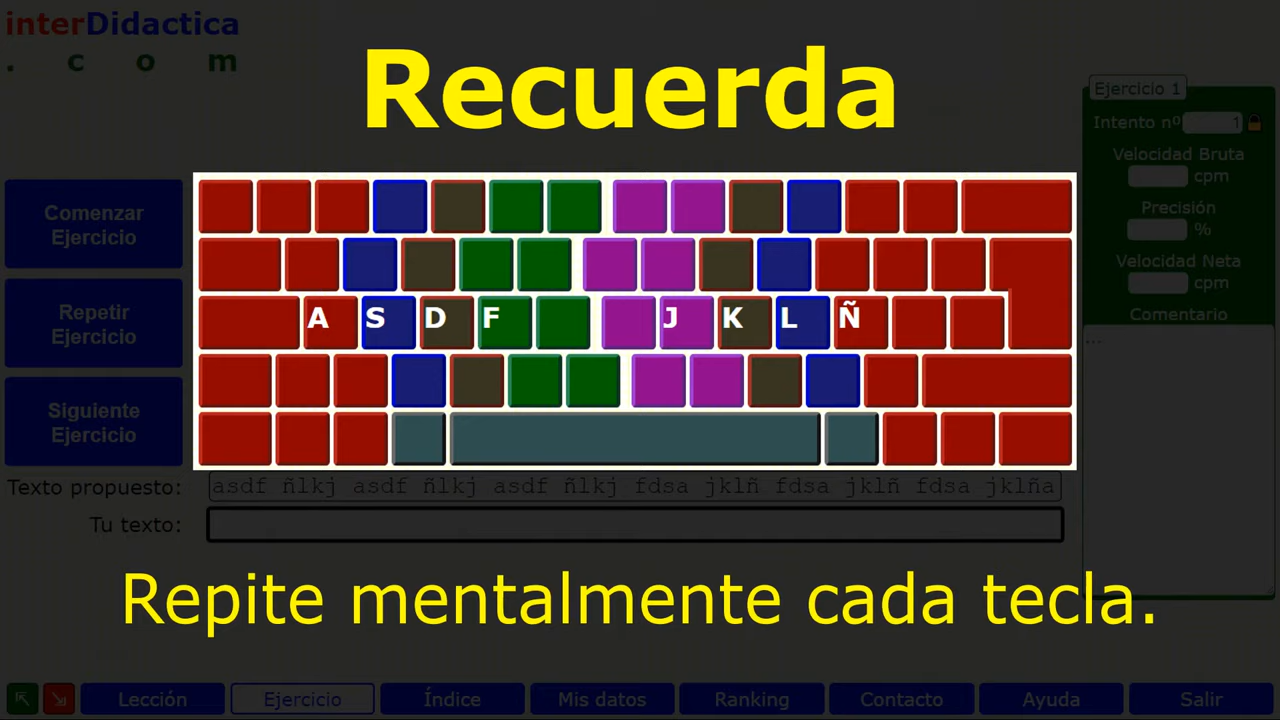 interDidactica
. c o m
Recuerda
Ejercicio 1
Intento nº 1
Velocidad Bruta
cpm
Precisión
%
Velocidad Neta
cpm
Comentario
...
Comenzar
Ejercicio
Repetir
Ejercicio
Siguiente
Ejercicio
A S D F J K L Ñ
Texto propuesto: asdf ñlkj asdf ñlkj asdf ñlkj fdsa jklñ fdsa jklñ fdsa jklña
Tu texto:
Repite mentalmente cada tecla.
Lección Ejercicio Índice Mis datos Ranking Contacto Ayuda Salir